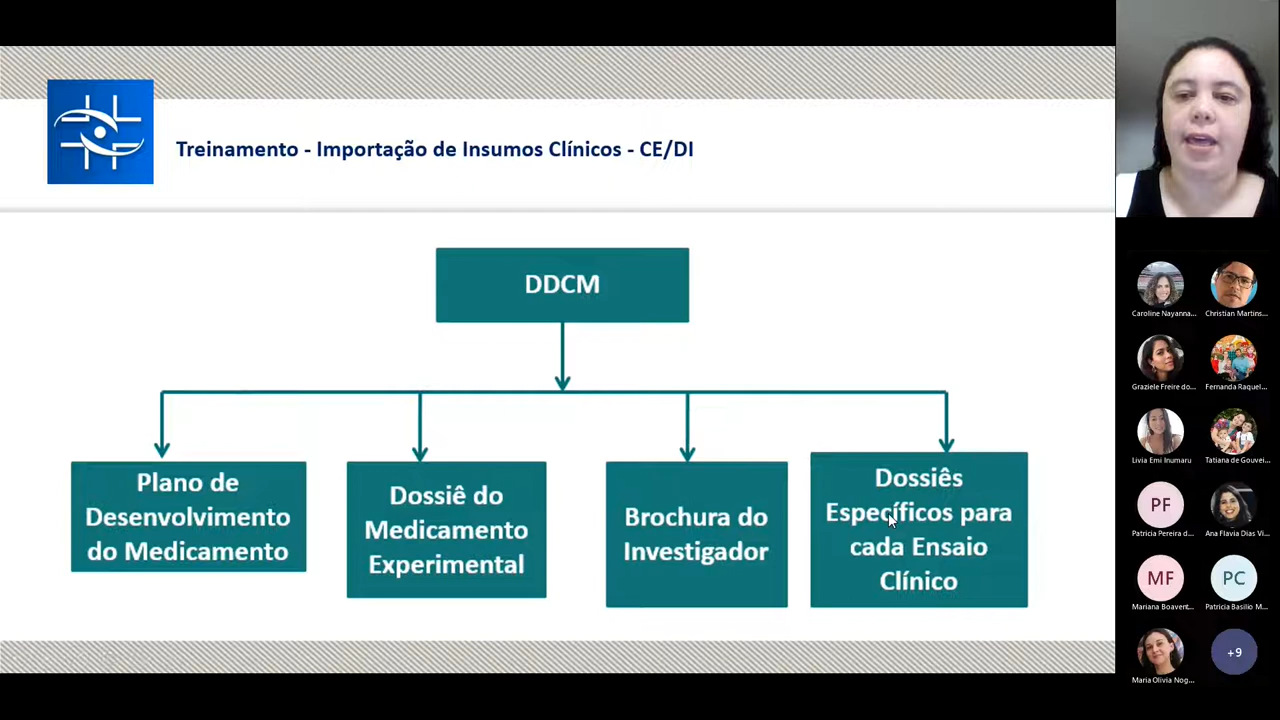 Treinamento - Importação de Insumos Clínicos - CE/DI
DDCM
Plano de
Desenvolvimento
do Medicamento
Dossiê do
Medicamento
Experimental
Brochura do
Investigador
Dossiês
Específicos para
cada Ensaio
Clínico
Caroline Nayanna...
Christian Martins...
Graziele Freire do...
Fernanda Raquel...
Livia Emi Inumaru
Tatiana de Gouvei...
PF
Patricia Pereira d...
Ana Flavia Dias Vi...
MF
Mariana Boavent...
PC
Patricia Basilio M...
Maria Olivia Nog...
+9